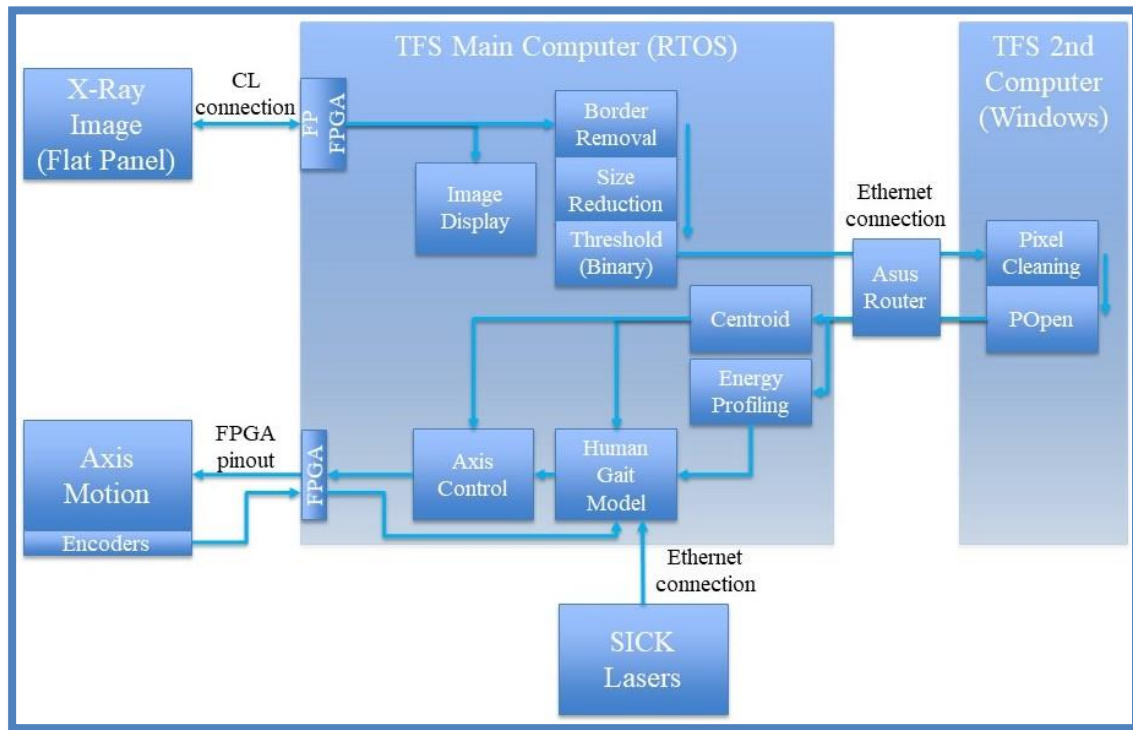 TFS Main Computer (RTOS)
TFS 2nd
Computer
(Windows)
X-Ray
Image
(Flat Panel)
CL
connection
FP
FPGA
Border
Removal
Size
Reduction
Threshold
(Binary)
Image
Display
Ethernet
connection
Asus
Router
Pixel
Cleaning
POpen
Centroid
Energy
Profiling
Axis
Motion
Encoders
FPGA
pinout
FPGA
Axis
Control
Human
Gait
Model
Ethernet
connection
SICK
Lasers